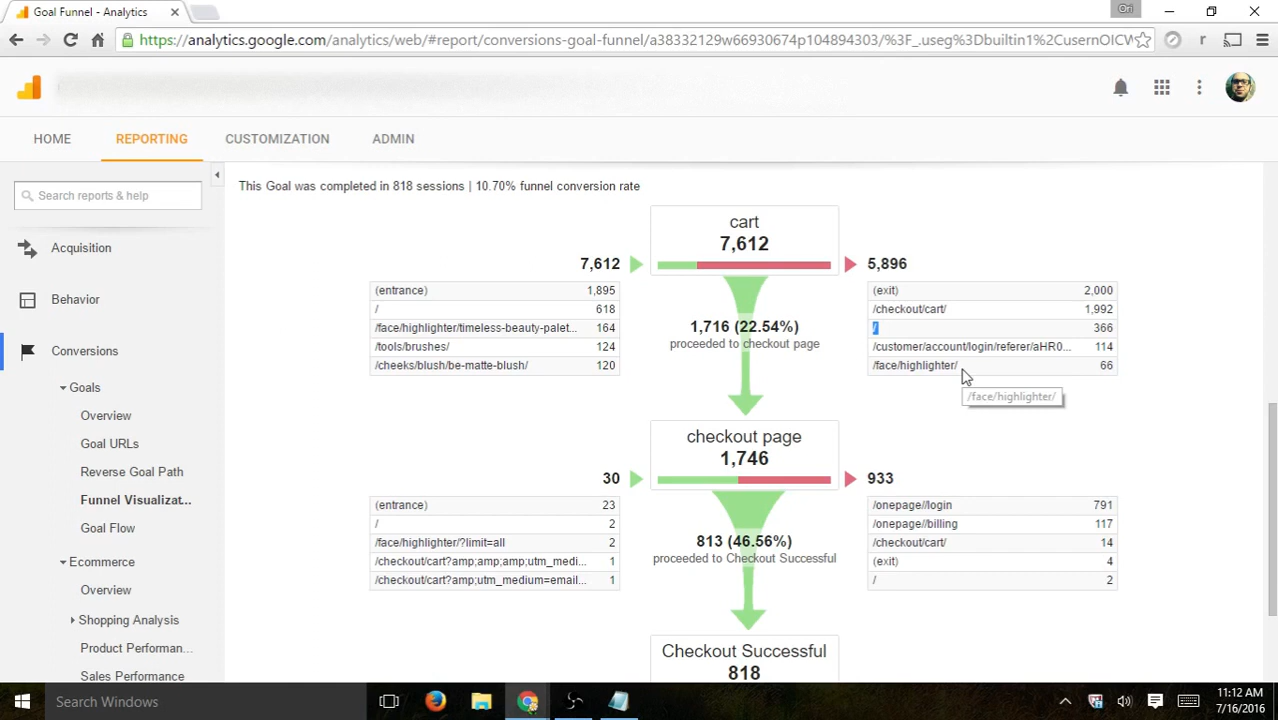 Goal Funnel - Analytics
Ori
https://analytics.google.com/analytics/web/#report/conversions-goal-funnel/a38332129w66930674p104894303/%3F_.useg%3Dbuiltin1%2CusernOICW
HOME REPORTING CUSTOMIZATION ADMIN
Search reports & help
Acquisition
Behavior
Conversions
Goals
Overview
Goal URLs
Reverse Goal Path
Funnel Visualizat...
Goal Flow
Ecommerce
Overview
Shopping Analysis
Product Performan...
Sales Performance
This Goal was completed in 818 sessions | 10.70% funnel conversion rate
cart
7,612
7,612
(entrance) 1,895
/ 618
/face/highlighter/timeless-beauty-palet... 164
/tools/brushes/ 124
/cheeks/blush/be-matte-blush/ 120
5,896
(exit) 2,000
/checkout/cart/ 1,992
/ 366
/customer/account/login/referer/aHR0... 114
/face/highlighter/ 66
/face/highlighter/
1,716 (22.54%)
proceeded to checkout page
checkout page
1,746
30
(entrance) 23
/ 2
/face/highlighter/?limit=all 2
/checkout/cart?amp;amp;amp;utm_medi... 1
/checkout/cart?amp;utm_medium=email... 1
933
/onepage//login 791
/onepage//billing 117
/checkout/cart/ 14
(exit) 4
/ 2
813 (46.56%)
proceeded to Checkout Successful
Checkout Successful
818
Search Windows
11:12 AM
7/16/2016